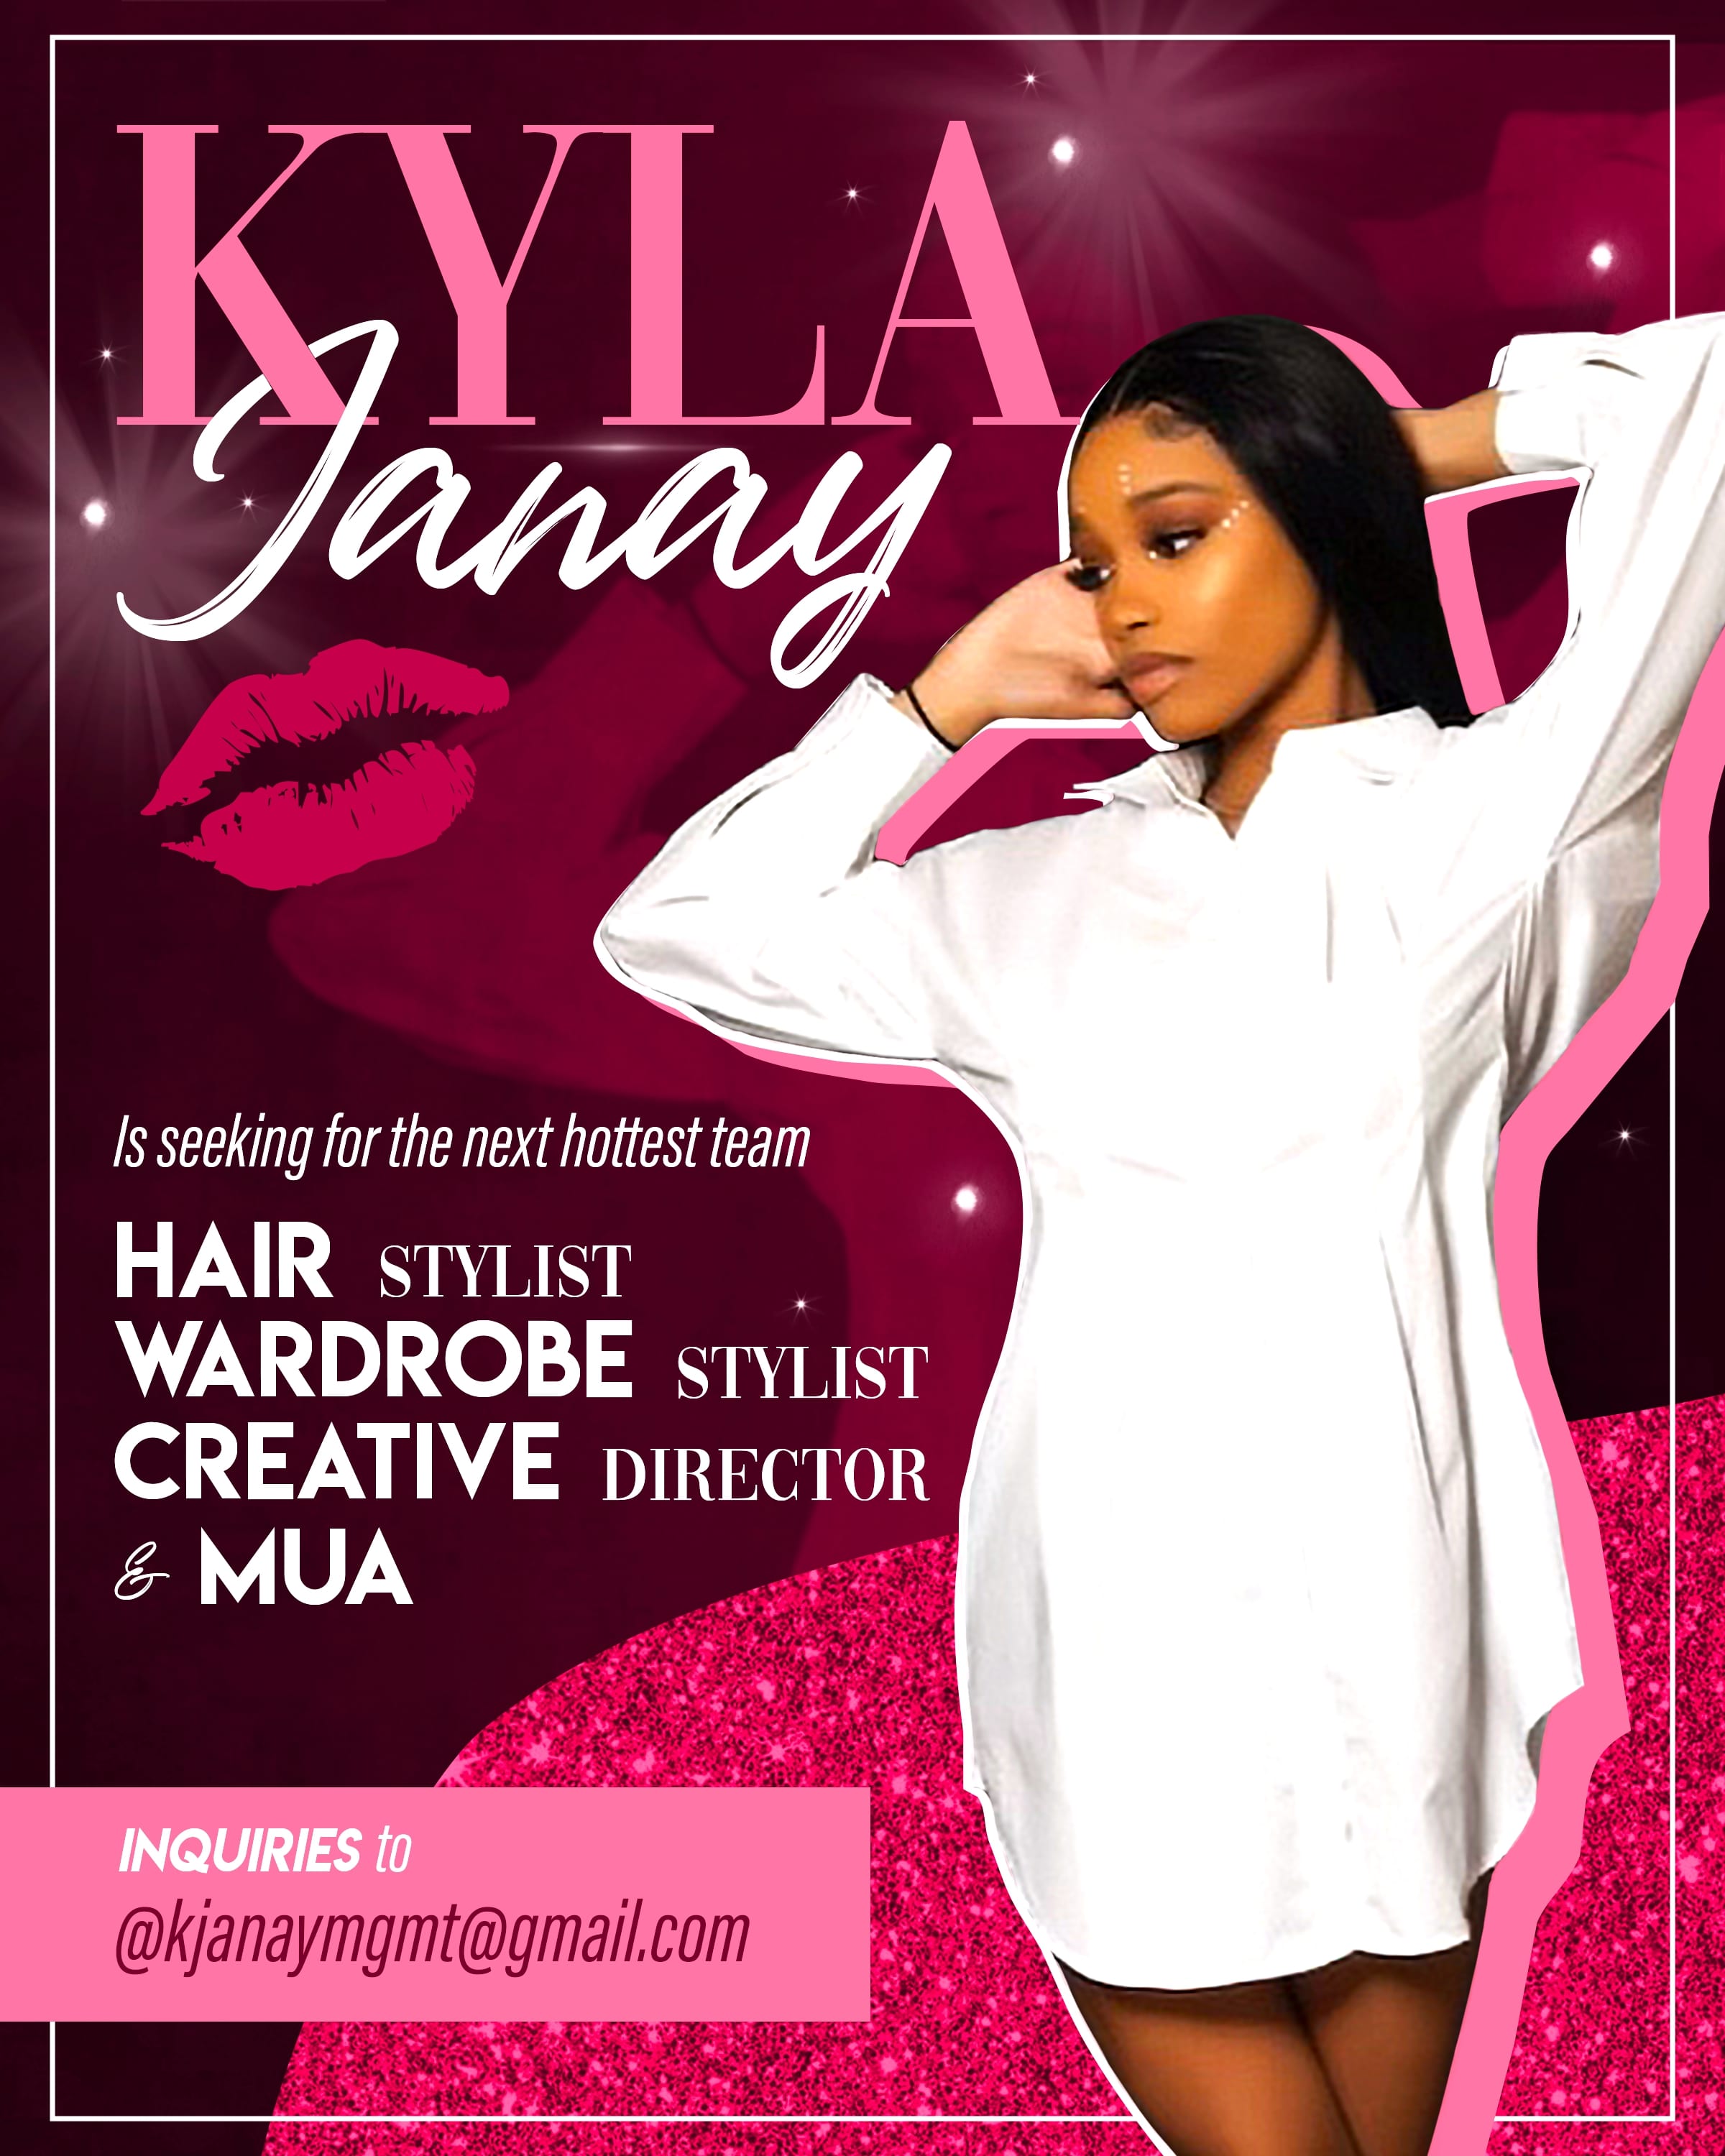 KYLA
Janay
Is seeking for the next hottest team
HAIR STYLIST
WARDROBE STYLIST
CREATIVE DIRECTOR
& MUA
INQUIRIES to
@kjanaymgmt@gmail.com